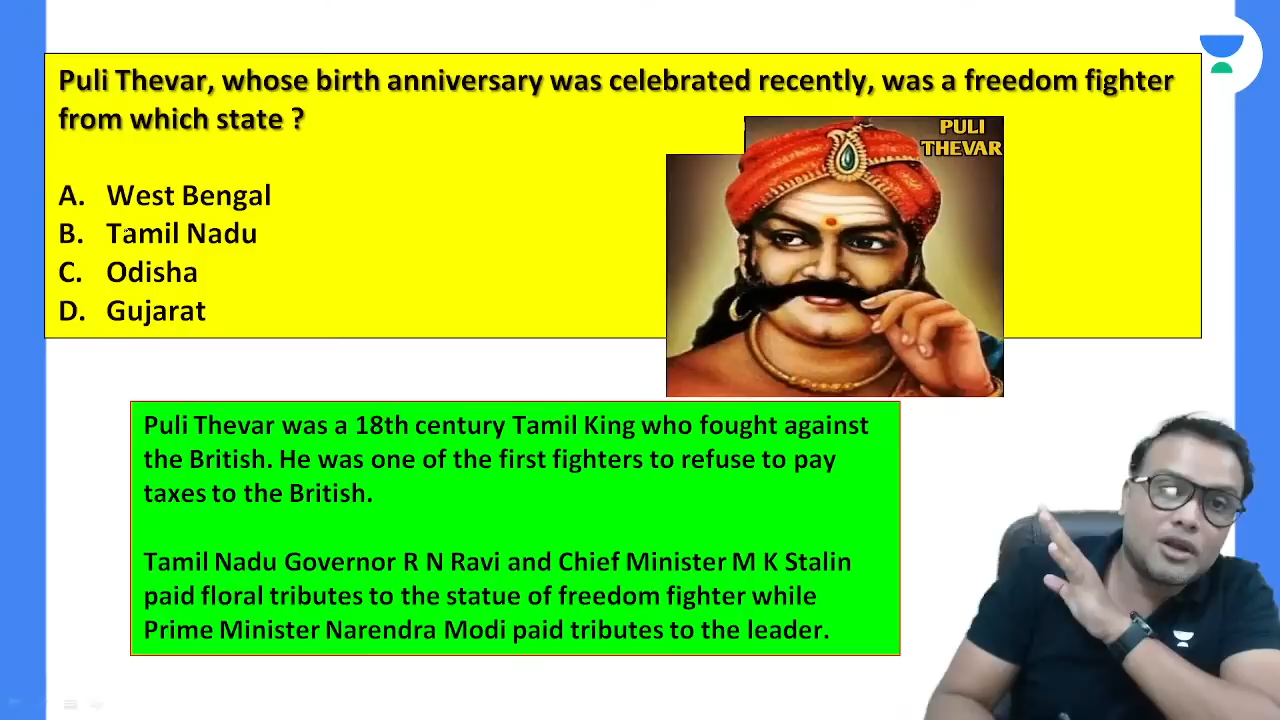 Puli Thevar, whose birth anniversary was celebrated recently, was a freedom fighter
from which state ?
PULI
THEVAR
A. West Bengal
B. Tamil Nadu
C. Odisha
D. Gujarat
Puli Thevar was a 18th century Tamil King who fought against
the British. He was one of the first fighters to refuse to pay
taxes to the British.
Tamil Nadu Governor R N Ravi and Chief Minister M K Stalin
paid floral tributes to the statue of freedom fighter while
Prime Minister Narendra Modi paid tributes to the leader.